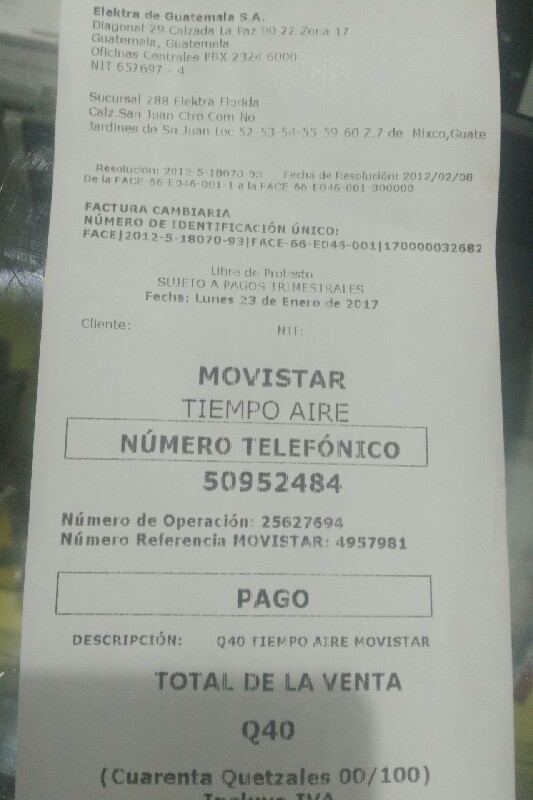 Elektra de Guatemala S.A.
Diagonal 29 Calzada La Paz 00 22 Zona 17
Guatemala, Guatemala
Oficinas Centrales PBX 2324 6000
NIT 657697 - 4
Sucursal 288 Elektra Florida
Calz.San Juan Ctro Com No
Jardines de Sn Juan Loc 52-53-54-55-59 60 Z.7 de Mixco,Guate
Resolución: 2012-5-18070-93 Fecha de Resolución: 2012/02/08
De la FACE-66-E046-001-1 a la FACE-66-E046-001-300000
FACTURA CAMBIARIA
NÚMERO DE IDENTIFICACIÓN ÚNICO:
FACE|2012-5-18070-93|FACE-66-E046-001|170000032682
Libre de Protesto
SUJETO A PAGOS TRIMESTRALES
Fecha: Lunes 23 de Enero de 2017
Cliente: NIT:
MOVISTAR
TIEMPO AIRE
NÚMERO TELEFÓNICO
50952484
Número de Operación: 25627694
Número Referencia MOVISTAR: 4957981
PAGO
DESCRIPCIÓN: Q40 TIEMPO AIRE MOVISTAR
TOTAL DE LA VENTA
Q40
(Cuarenta Quetzales 00/100)
Incluye IVA